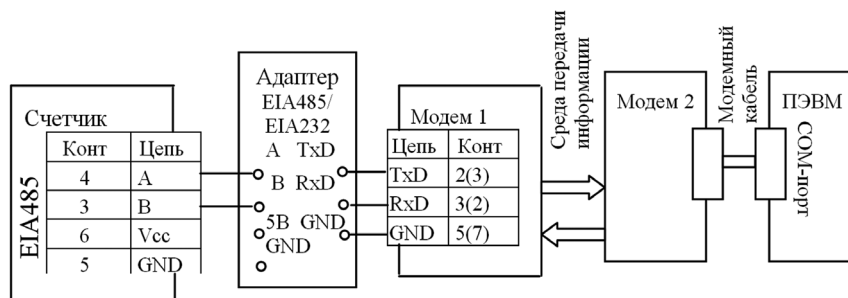 Счетчик
EIA485
Конт Цепь
4 A
3 B
6 Vcc
5 GND
Адаптер
EIA485/
EIA232
A TxD
B RxD
5В GND
GND
Модем 1
Цепь Конт
TxD 2(3)
RxD 3(2)
GND 5(7)
Среда передачи
информации
Модем 2
Модемный
кабель
ПЭВМ
COM-порт